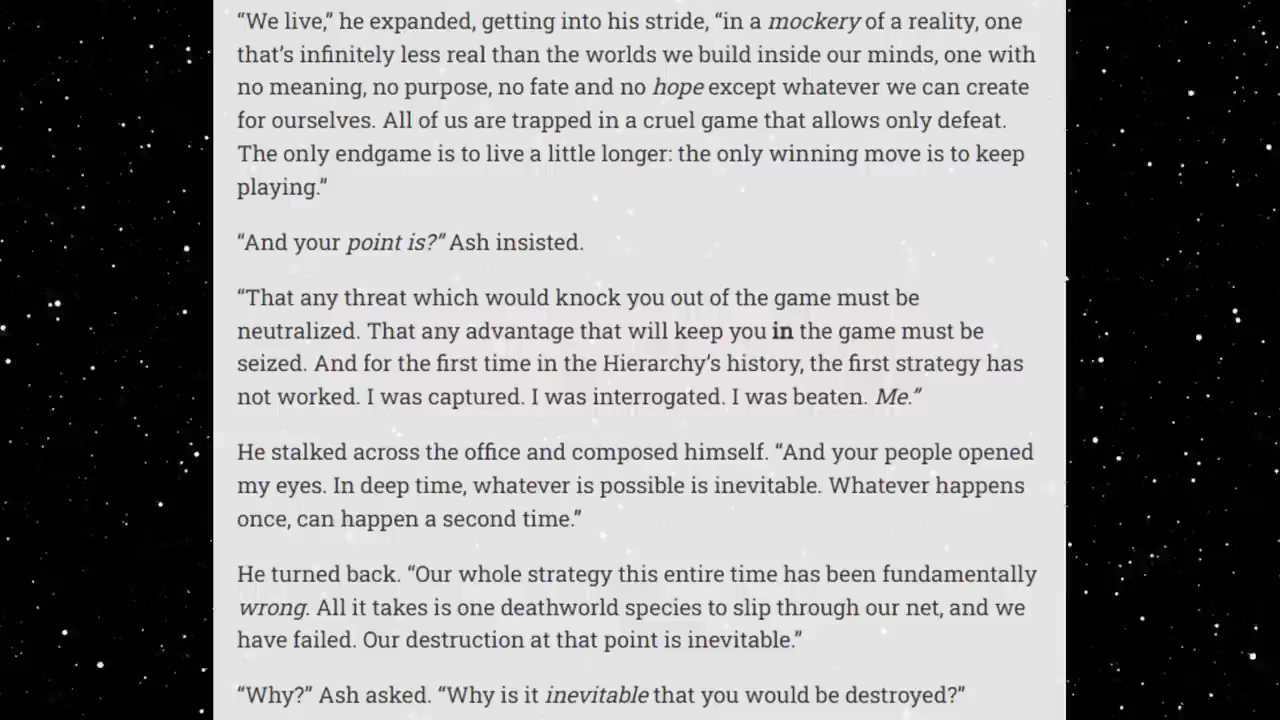 “We live,” he expanded, getting into his stride, “in a mockery of a reality, one
that’s infinitely less real than the worlds we build inside our minds, one with
no meaning, no purpose, no fate and no hope except whatever we can create
for ourselves. All of us are trapped in a cruel game that allows only defeat.
The only endgame is to live a little longer: the only winning move is to keep
playing.”
“And your point is?” Ash insisted.
“That any threat which would knock you out of the game must be
neutralized. That any advantage that will keep you in the game must be
seized. And for the first time in the Hierarchy’s history, the first strategy has
not worked. I was captured. I was interrogated. I was beaten. Me.”
He stalked across the office and composed himself. “And your people opened
my eyes. In deep time, whatever is possible is inevitable. Whatever happens
once, can happen a second time.”
He turned back. “Our whole strategy this entire time has been fundamentally
wrong. All it takes is one deathworld species to slip through our net, and we
have failed. Our destruction at that point is inevitable.”
“Why?” Ash asked. “Why is it inevitable that you would be destroyed?”